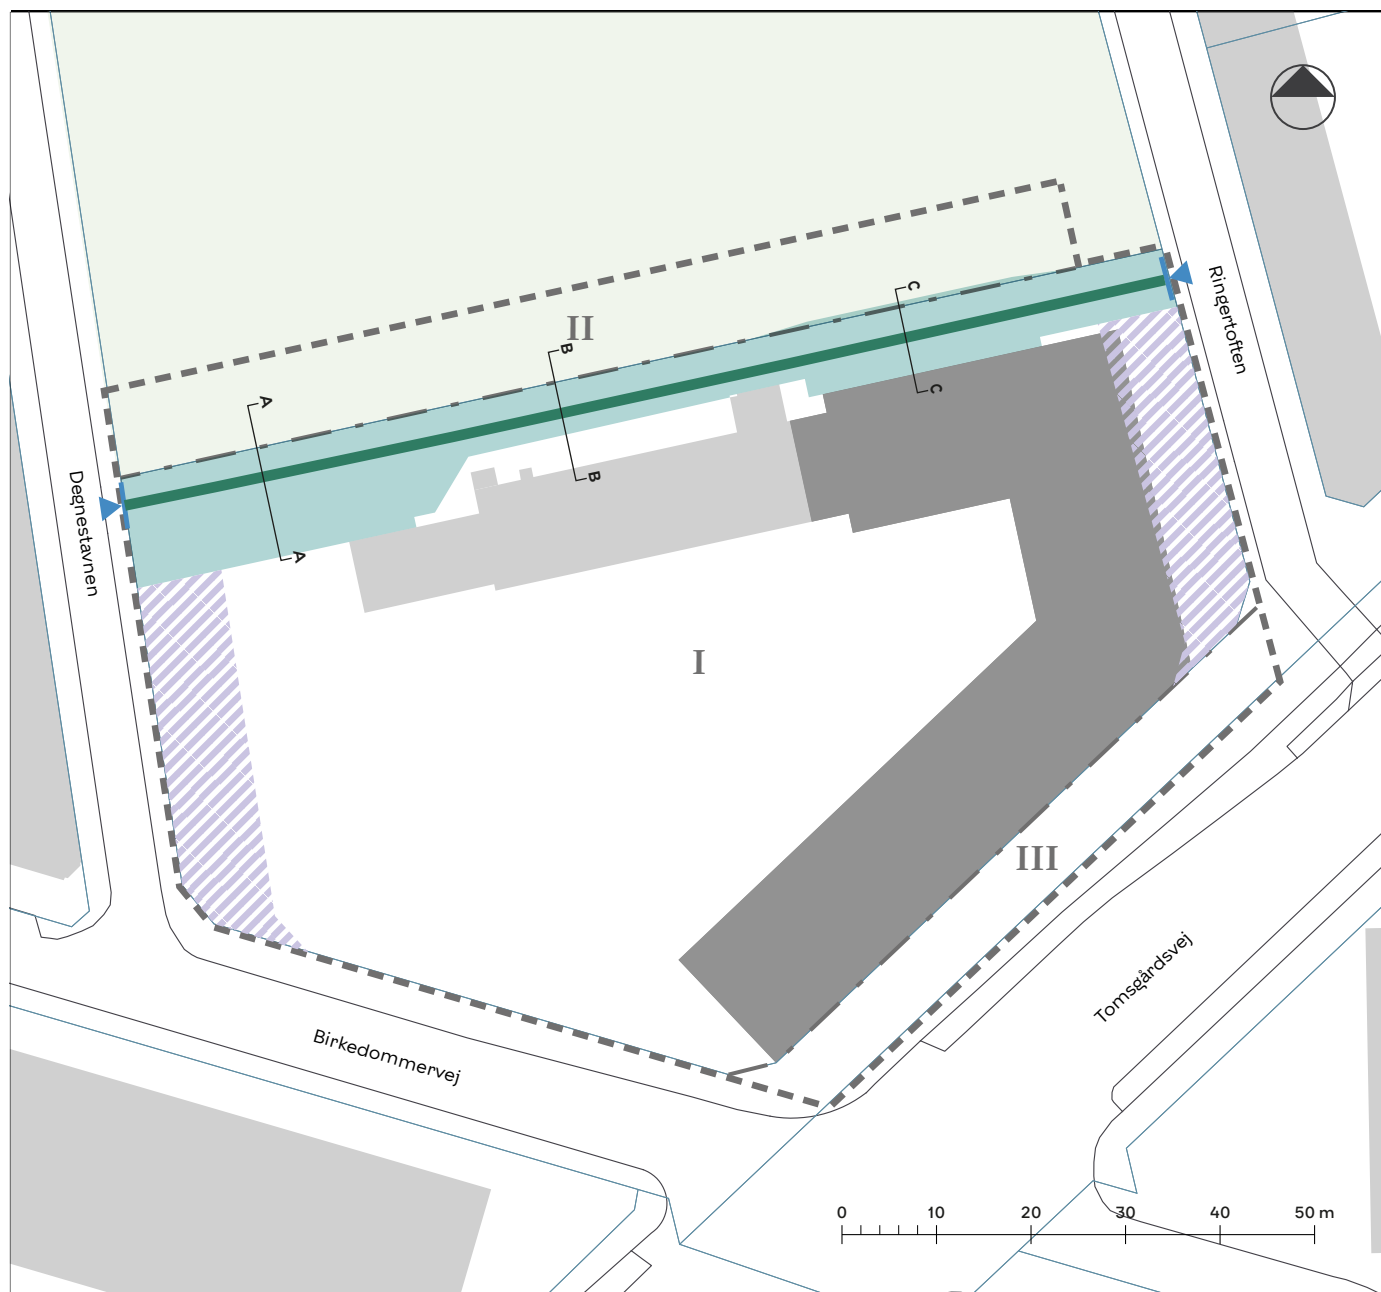 Ringertoften
II
C
B
C
A
Degnestavnen
B
A
I
III
Tomsgårdsvej
Birkedommervej
0 10 20 30 40 50 m